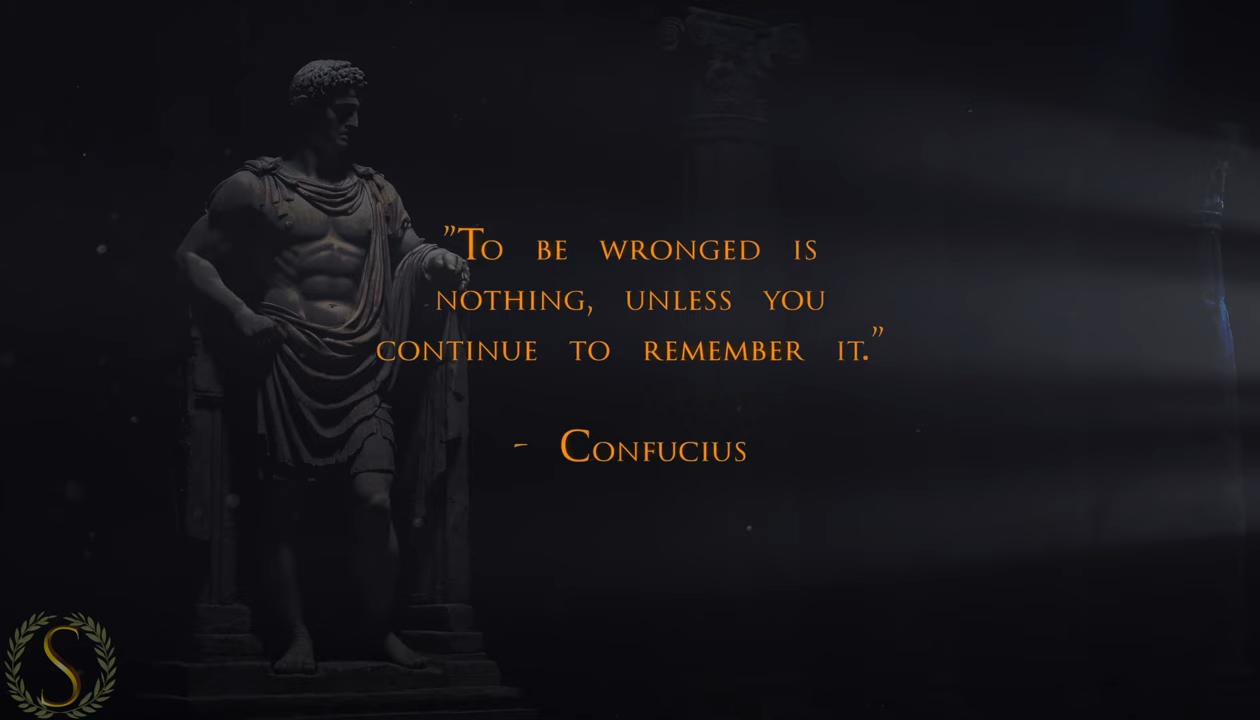 "To be wronged is
nothing, unless you
continue to remember it."
- Confucius
S